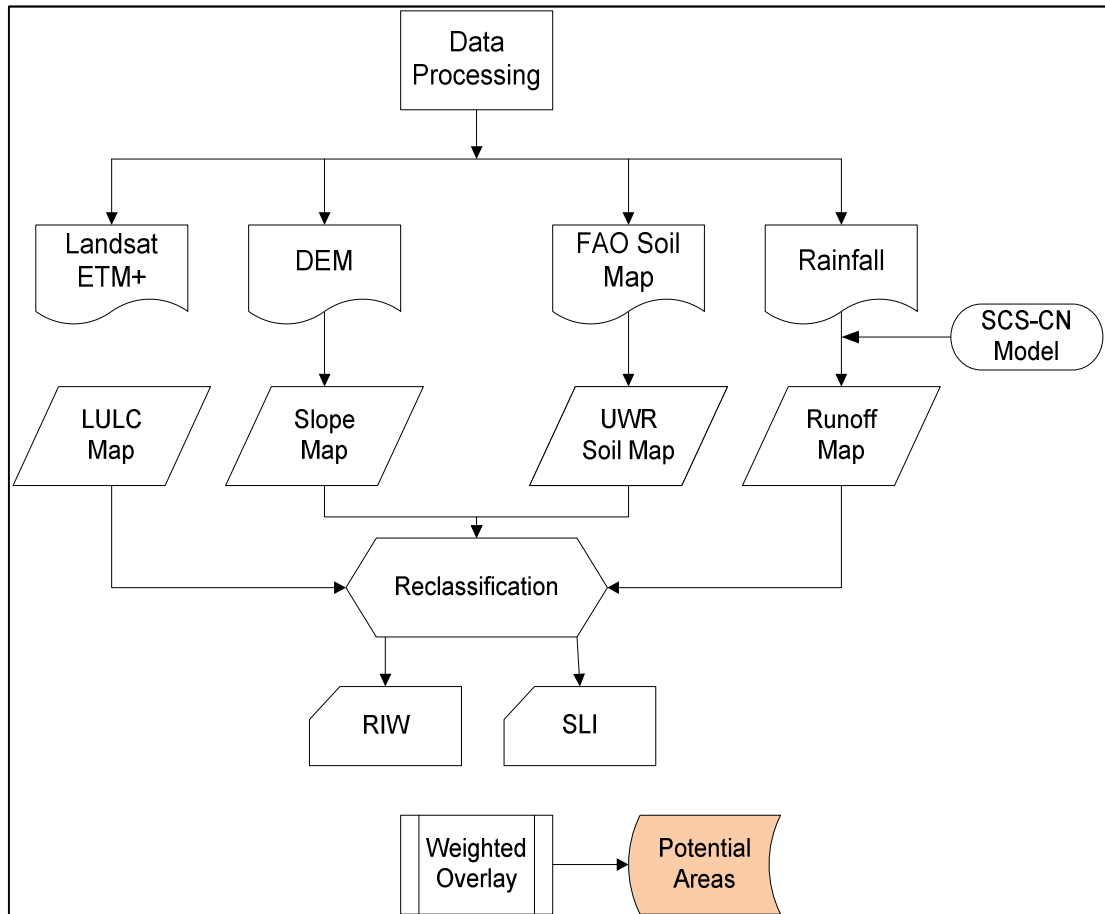 Data
Processing
Landsat
ETM+
DEM
FAO Soil
Map
Rainfall
SCS-CN
Model
LULC
Map
Slope
Map
UWR
Soil Map
Runoff
Map
Reclassification
RIW
SLI
Weighted
Overlay
Potential
Areas